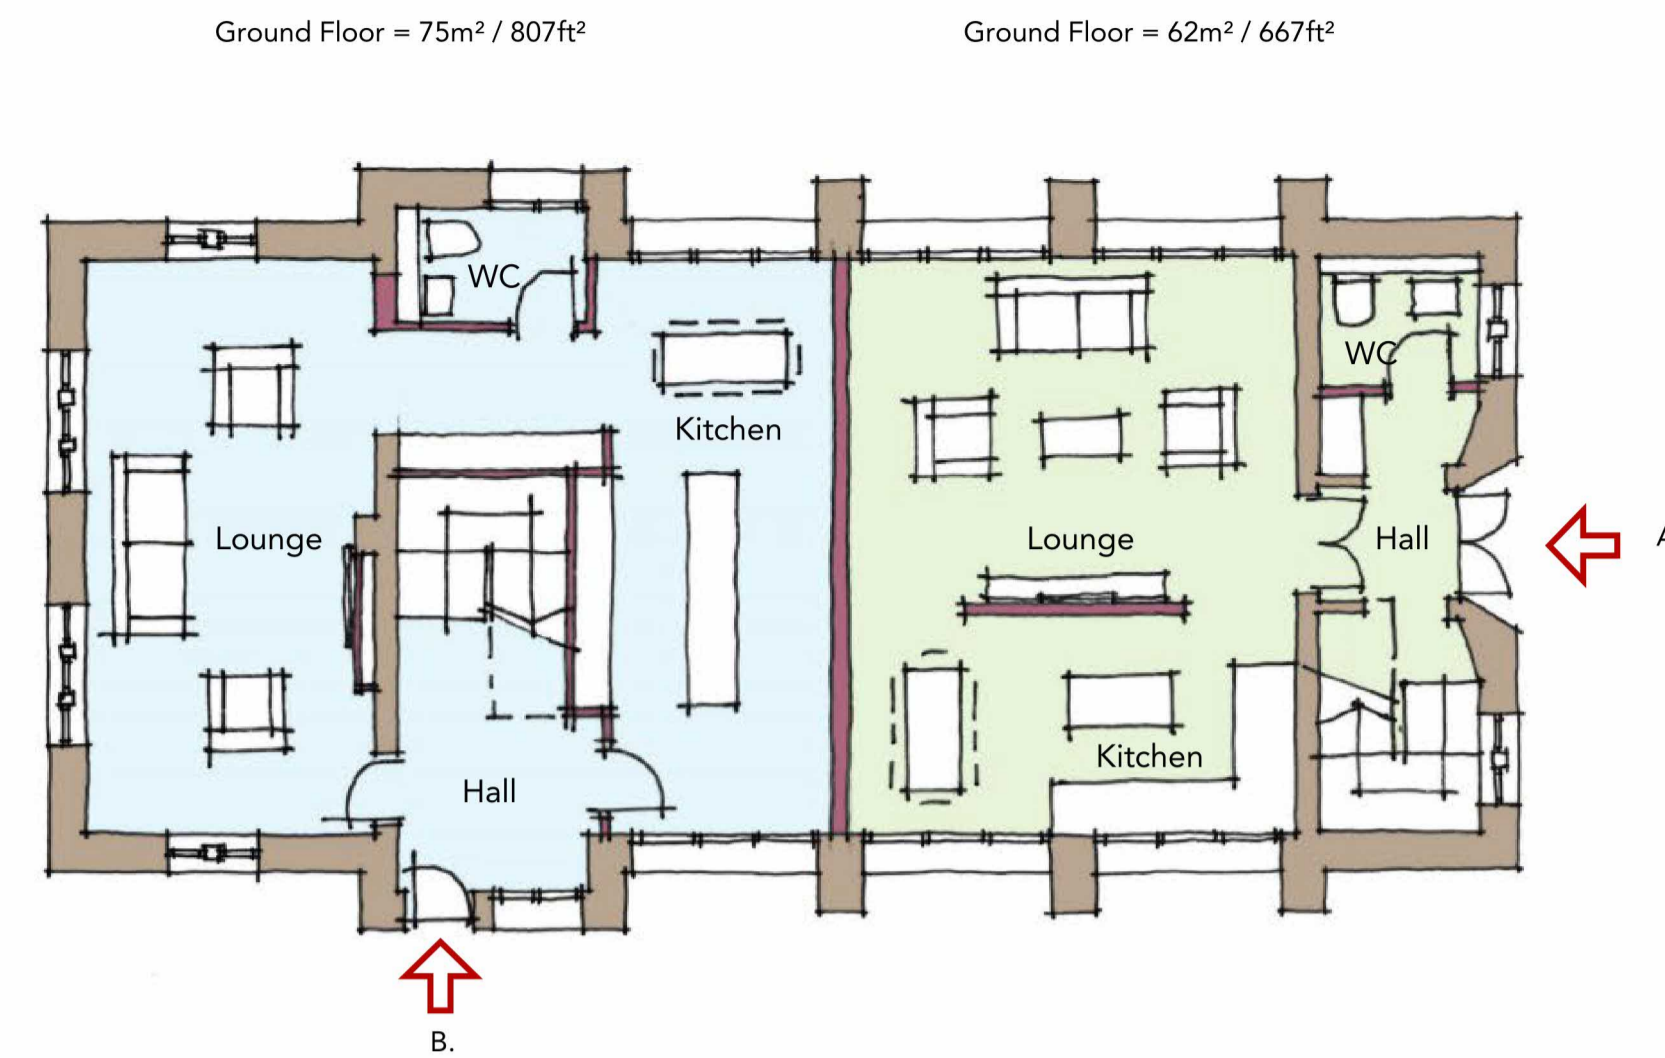 Ground Floor = 75m² / 807ft²
Ground Floor = 62m² / 667ft²
WC
WC
Kitchen
Lounge
Lounge
Hall
A
Kitchen
Hall
B.